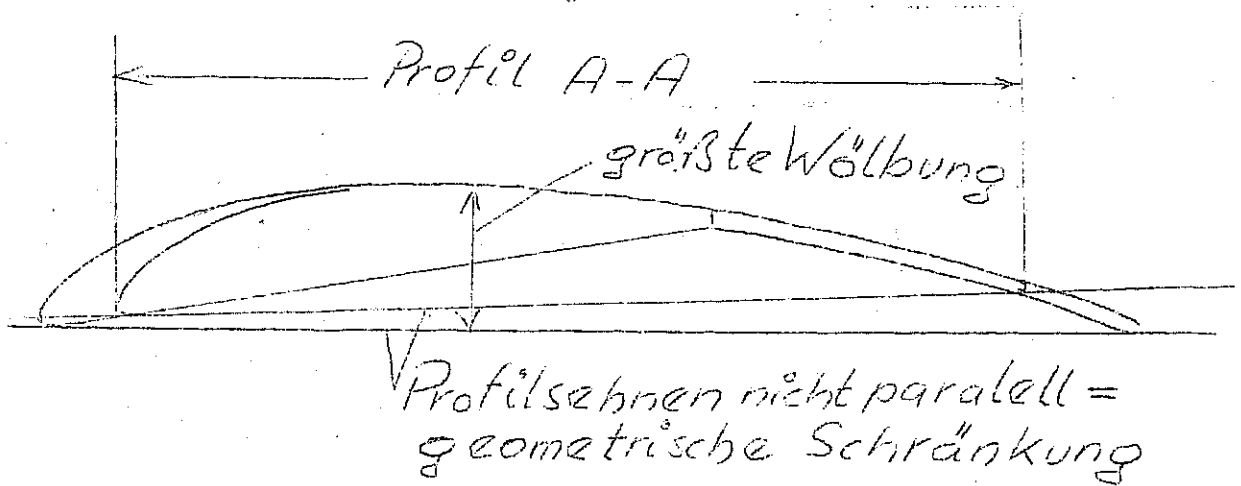 Profil A-A
größte Wölbung
Profilsehnen nicht paralell =
geometrische Schränkung